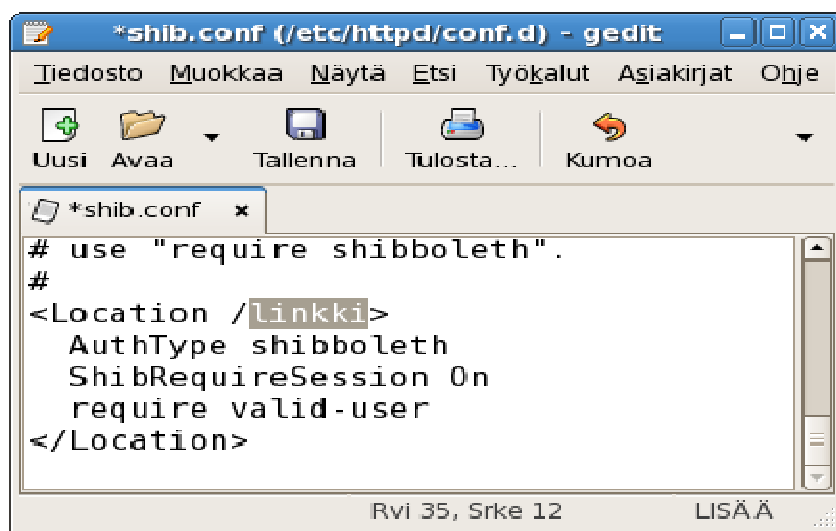 *shib.conf (/etc/httpd/conf.d) - gedit
Tiedosto Muokkaa Näytä Etsi Työkalut Asiakirjat Ohje
Uusi Avaa Tallenna Tulosta... Kumoa
*shib.conf x
# use "require shibboleth".
#
<Location /linkki>
  AuthType shibboleth
  ShibRequireSession On
  require valid-user
</Location>
Rvi 35, Srke 12 LISÄÄ